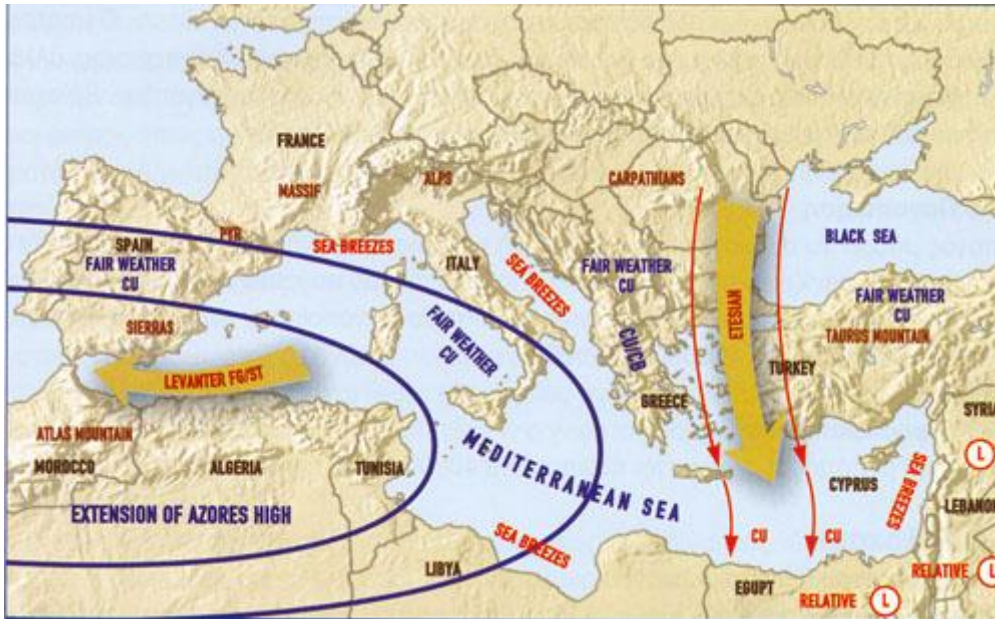 FRANCE
MASSIF
ALPS
CARPATHIANS
PYR
SEA BREEZES
ITALY
BLACK SEA
SPAIN
FAIR WEATHER
CU
SEA BREEZES
FAIR WEATHER
CU
FAIR WEATHER
CU
SIERRAS
FAIR WEATHER
CU
CU/CB
ETESIAN
TAURUS MOUNTAIN
TURKEY
LEVANTER FG/ST
GREECE
SYRIA
ATLAS MOUNTAIN
MOROCCO
ALGERIA
TUNISIA
MEDITERRANEAN SEA
CYPRUS
SEA BREEZES
L
LEBANON
EXTENSION OF AZORES HIGH
SEA BREEZES
CU
CU
LIBYA
EGUPT
RELATIVE L
RELATIVE L